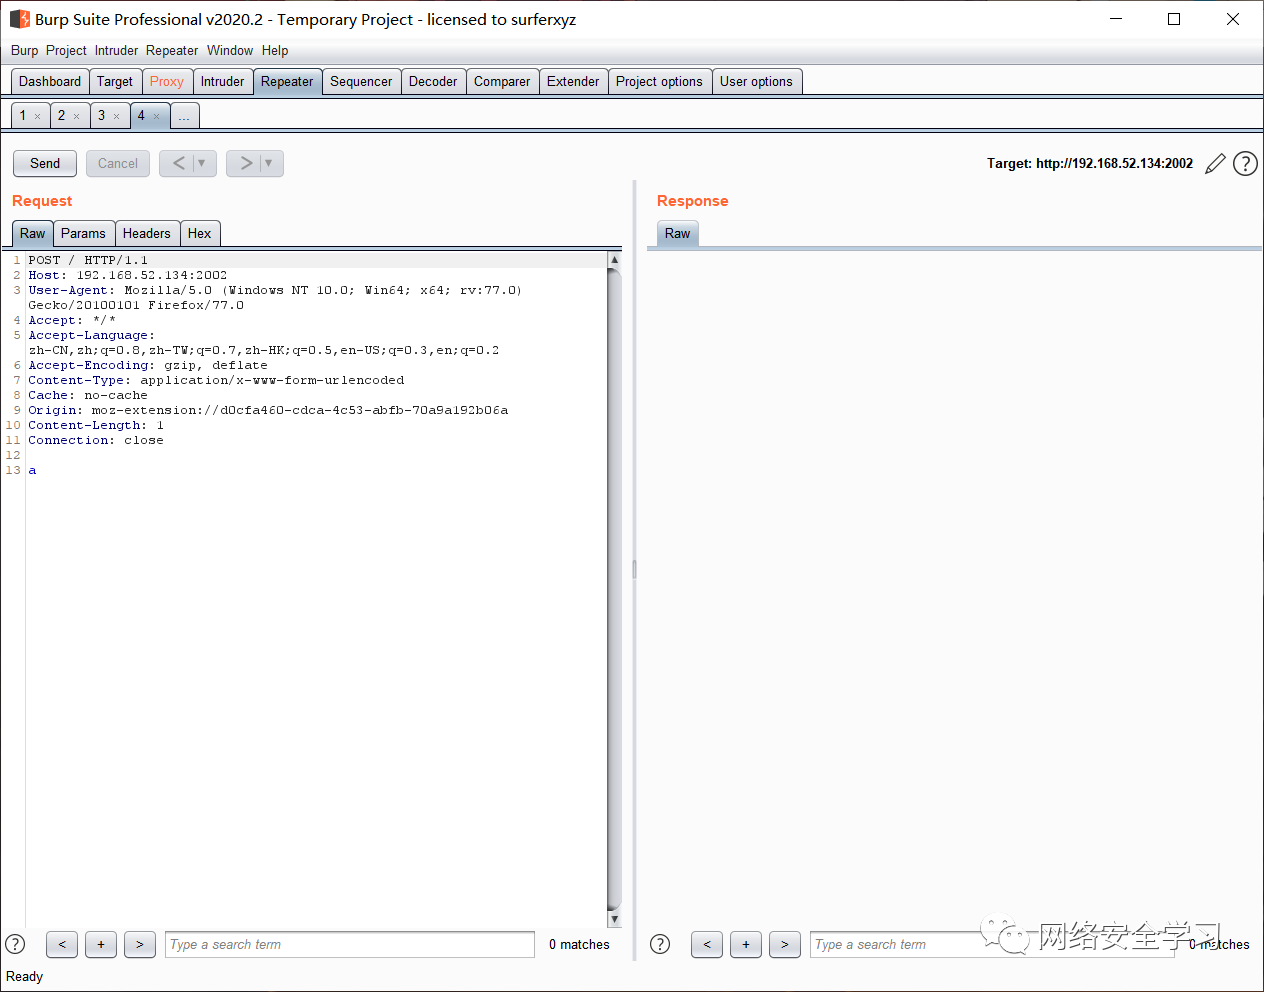 Burp Suite Professional v2020.2 - Temporary Project - licensed to surferxyz
Burp Project Intruder Repeater Window Help
Dashboard Target Proxy Intruder Repeater Sequencer Decoder Comparer Extender Project options User options
1 × 2 × 3 × 4 × ...
Send Cancel < ▼ > ▼ Target: http://192.168.52.134:2002 ?
Request
Raw Params Headers Hex
1 POST / HTTP/1.1
2 Host: 192.168.52.134:2002
3 User-Agent: Mozilla/5.0 (Windows NT 10.0; Win64; x64; rv:77.0)
Gecko/20100101 Firefox/77.0
4 Accept: */*
5 Accept-Language:
zh-CN,zh;q=0.8,zh-TW;q=0.7,zh-HK;q=0.5,en-US;q=0.3,en;q=0.2
6 Accept-Encoding: gzip, deflate
7 Content-Type: application/x-www-form-urlencoded
8 Cache: no-cache
9 Origin: moz-extension://d0cfa460-cdca-4c53-abfb-70a9a192b06a
10 Content-Length: 1
11 Connection: close
12
13 a
? < + > Type a search term 0 matches
Response
Raw
? < + > Type a search term 0 matches
网络安全学习
Ready